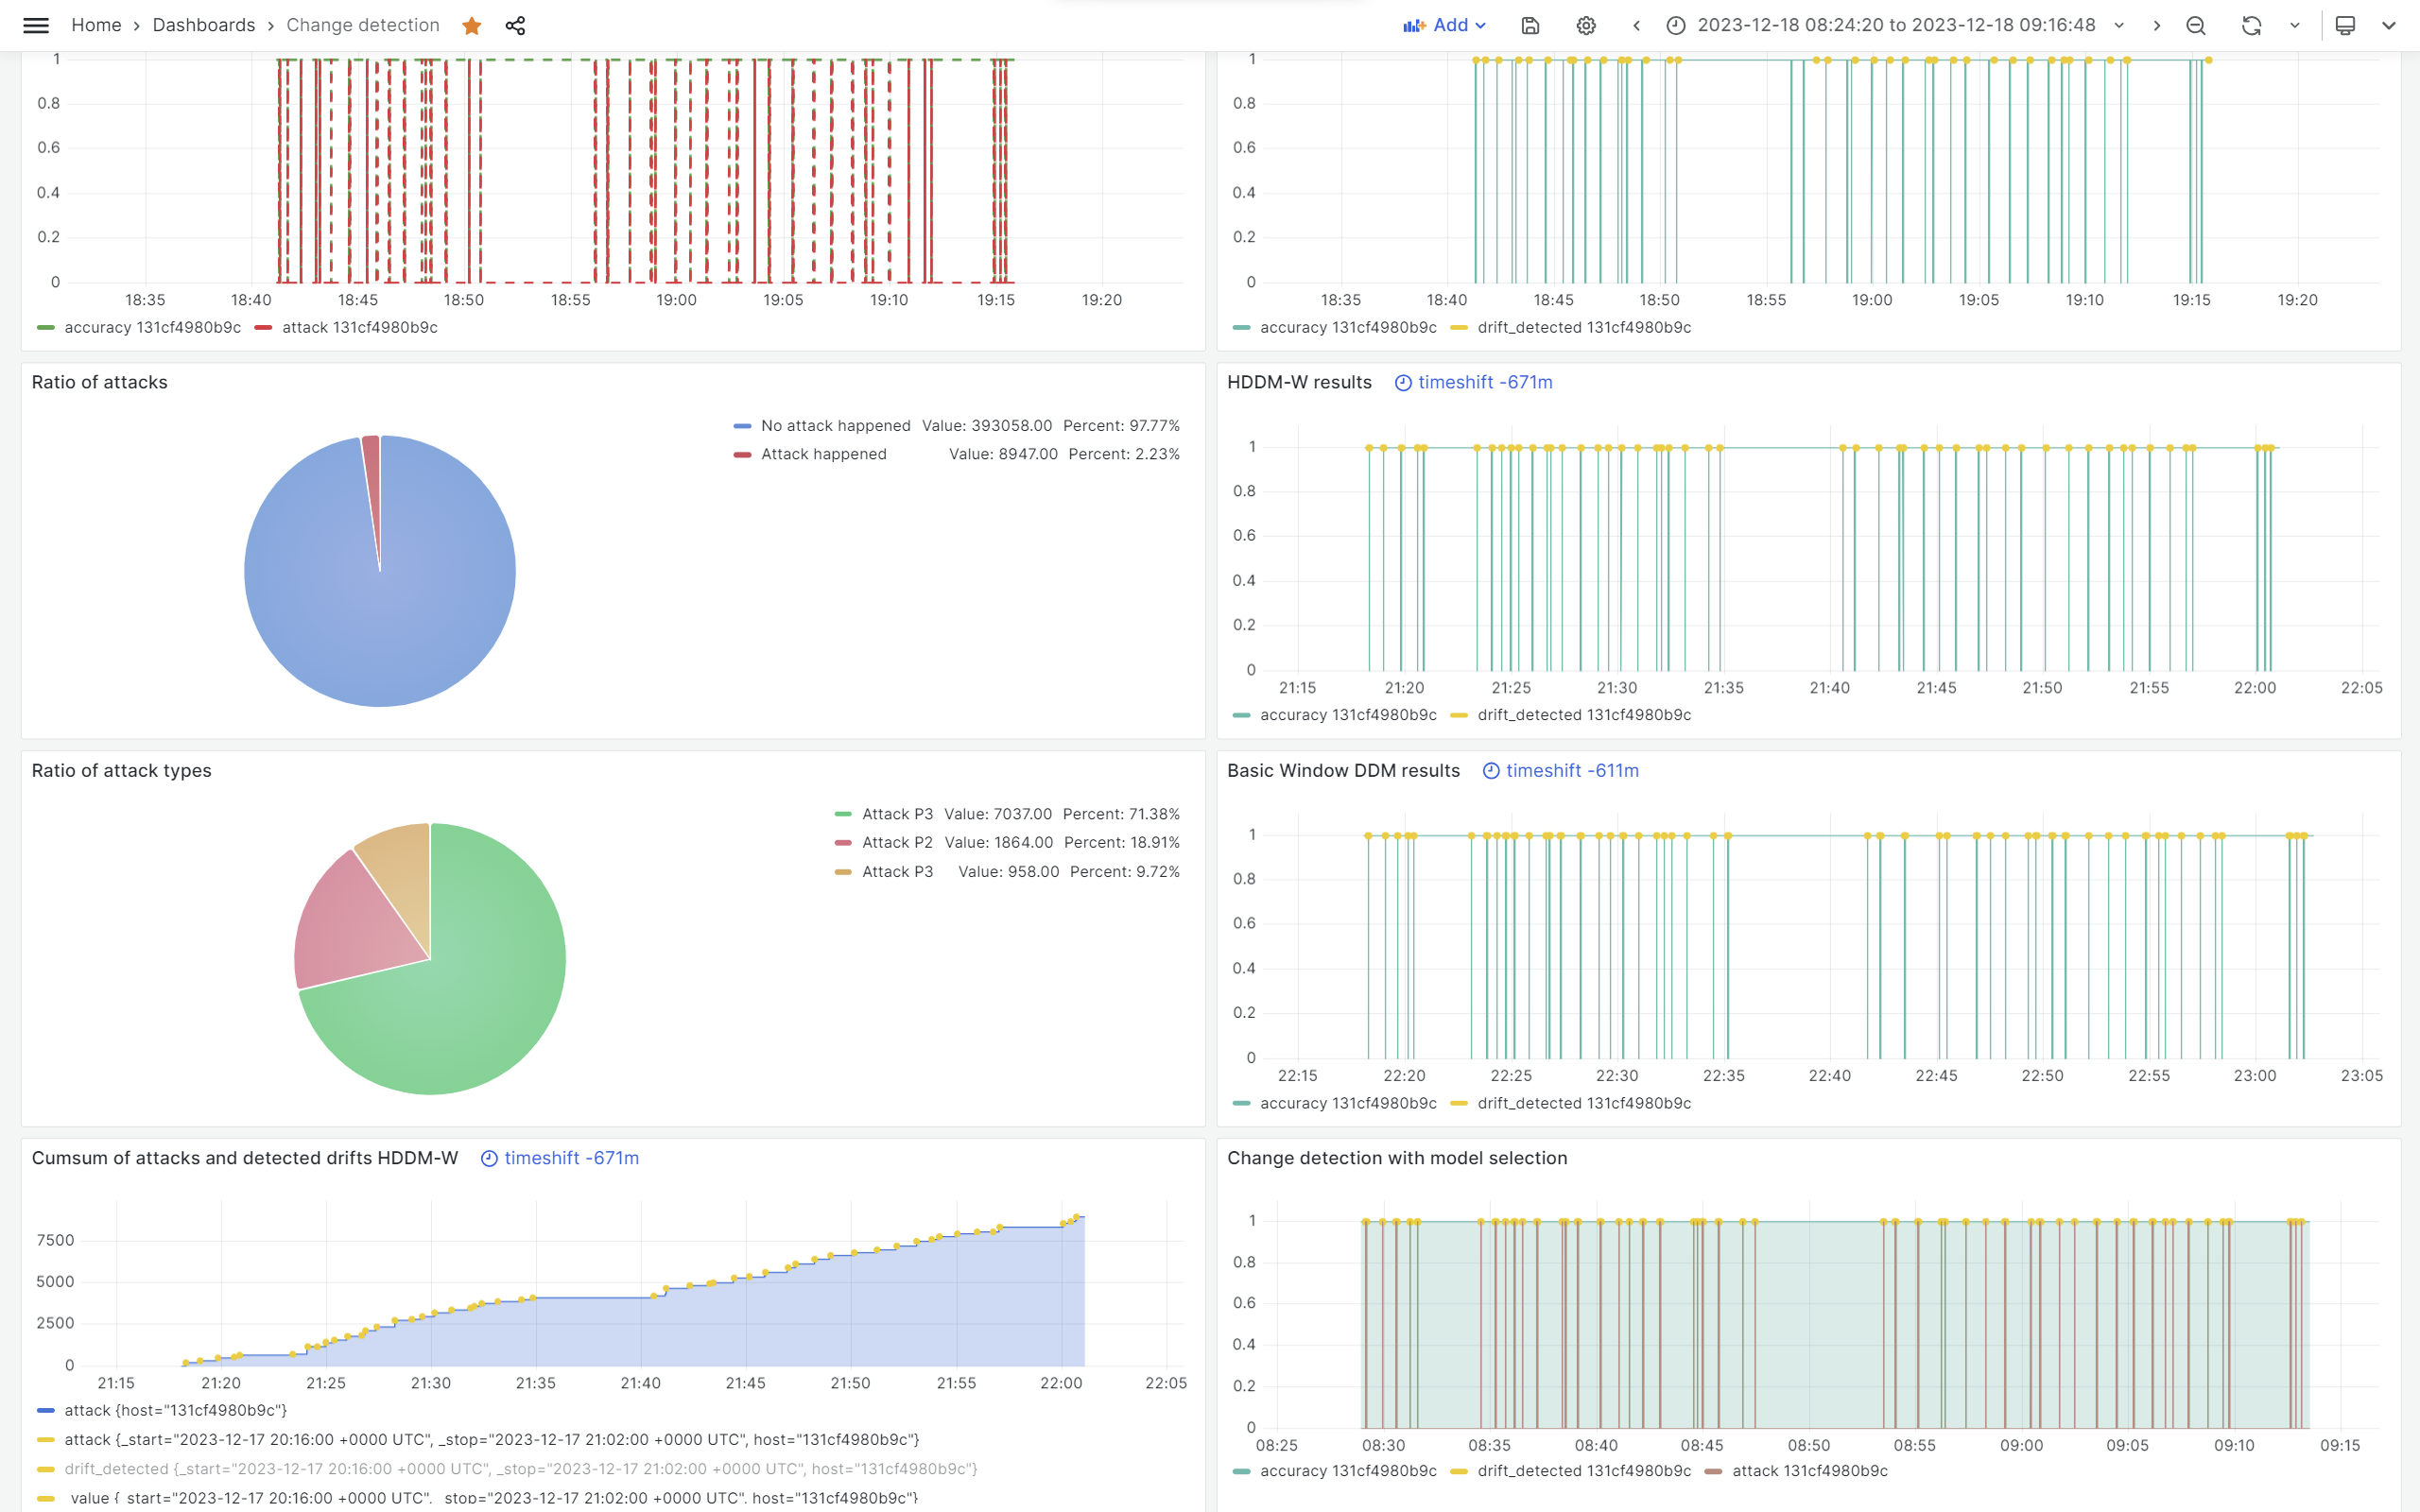 Home › Dashboards › Change detection Add 2023-12-18 08:24:20 to 2023-12-18 09:16:48
1
0.8
0.6
0.4
0.2
0
18:35 18:40 18:45 18:50 18:55 19:00 19:05 19:10 19:15 19:20
accuracy 131cf4980b9c attack 131cf4980b9c
1
0.8
0.6
0.4
0.2
0
18:35 18:40 18:45 18:50 18:55 19:00 19:05 19:10 19:15 19:20
accuracy 131cf4980b9c drift_detected 131cf4980b9c
Ratio of attacks
No attack happened Value: 393058.00 Percent: 97.77%
Attack happened Value: 8947.00 Percent: 2.23%
HDDM-W results timeshift -671m
1
0.8
0.6
0.4
0.2
0
21:15 21:20 21:25 21:30 21:35 21:40 21:45 21:50 21:55 22:00 22:05
accuracy 131cf4980b9c drift_detected 131cf4980b9c
Ratio of attack types
Attack P3 Value: 7037.00 Percent: 71.38%
Attack P2 Value: 1864.00 Percent: 18.91%
Attack P3 Value: 958.00 Percent: 9.72%
Basic Window DDM results timeshift -611m
1
0.8
0.6
0.4
0.2
0
22:15 22:20 22:25 22:30 22:35 22:40 22:45 22:50 22:55 23:00 23:05
accuracy 131cf4980b9c drift_detected 131cf4980b9c
Cumsum of attacks and detected drifts HDDM-W timeshift -671m
7500
5000
2500
0
21:15 21:20 21:25 21:30 21:35 21:40 21:45 21:50 21:55 22:00 22:05
attack {host="131cf4980b9c"}
attack {_start="2023-12-17 20:16:00 +0000 UTC", _stop="2023-12-17 21:02:00 +0000 UTC", host="131cf4980b9c"}
drift_detected {_start="2023-12-17 20:16:00 +0000 UTC", _stop="2023-12-17 21:02:00 +0000 UTC", host="131cf4980b9c"}
_value {_start="2023-12-17 20:16:00 +0000 UTC", _stop="2023-12-17 21:02:00 +0000 UTC", host="131cf4980b9c"}
Change detection with model selection
1
0.8
0.6
0.4
0.2
0
08:25 08:30 08:35 08:40 08:45 08:50 08:55 09:00 09:05 09:10 09:15
accuracy 131cf4980b9c drift_detected 131cf4980b9c attack 131cf4980b9c